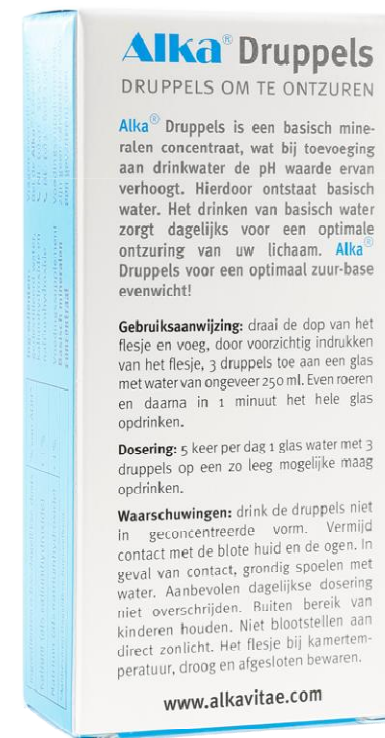 Alka® Druppels
DRUPPELS OM TE ONTZUREN
Alka® Druppels is een basisch mine-
ralen concentraat, wat bij toevoeging
aan drinkwater de pH waarde ervan
verhoogt. Hierdoor ontstaat basisch
water. Het drinken van basisch water
zorgt dagelijks voor een optimale
ontzuring van uw lichaam. Alka®
Druppels voor een optimaal zuur-base
evenwicht!
Gebruiksaanwijzing: draai de dop van het
flesje en voeg, door voorzichtig indrukken
van het flesje, 3 druppels toe aan een glas
met water van ongeveer 250 ml. Even roeren
en daarna in 1 minuut het hele glas
opdrinken.
Dosering: 5 keer per dag 1 glas water met 3
druppels op een zo leeg mogelijke maag
opdrinken.
Waarschuwingen: drink de druppels niet
in geconcentreerde vorm. Vermijd
contact met de blote huid en de ogen. In
geval van contact, grondig spoelen met
water. Aanbevolen dagelijkse dosering
niet overschrijden. Buiten bereik van
kinderen houden. Niet blootstellen aan
direct zonlicht. Het flesje bij kamertem-
peratuur, droog en afgesloten bewaren.
www.alkavitae.com